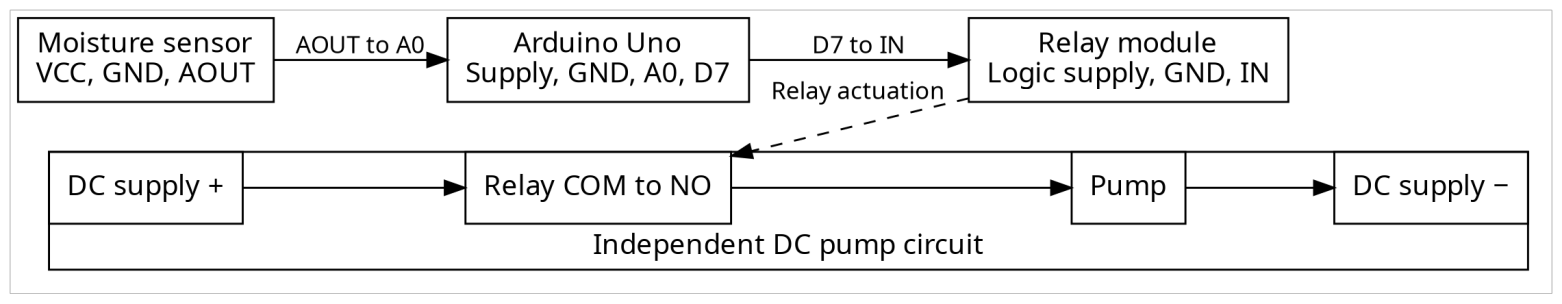 Moisture sensor
VCC, GND, AOUT
AOUT to A0
Arduino Uno
Supply, GND, A0, D7
D7 to IN
Relay module
Logic supply, GND, IN
Relay actuation
DC supply +
Relay COM to NO
Pump
DC supply −
Independent DC pump circuit